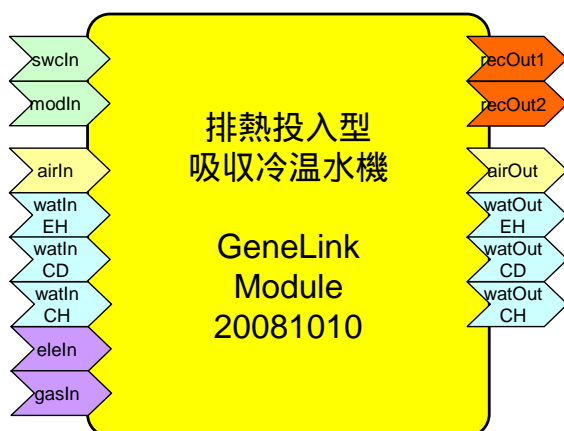 swcIn
modIn
airIn
watIn
EH
watIn
CD
watIn
CH
eleIn
gasIn
排熱投入型
吸収冷温水機
GeneLink
Module
20081010
recOut1
recOut2
airOut
watOut
EH
watOut
CD
watOut
CH